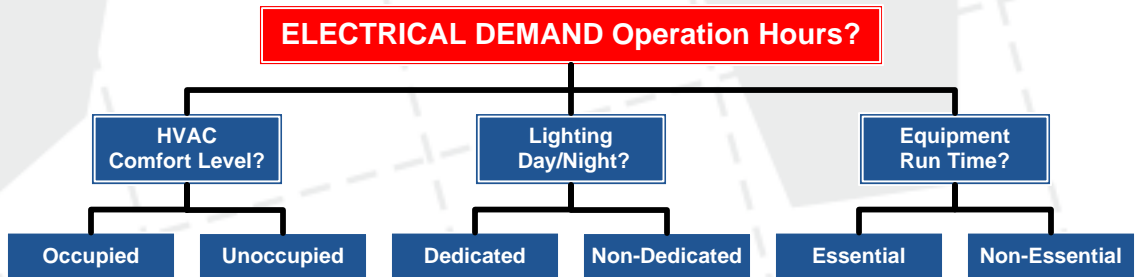 ELECTRICAL DEMAND Operation Hours?
HVAC
Comfort Level?
Lighting
Day/Night?
Equipment
Run Time?
Occupied
Unoccupied
Dedicated
Non-Dedicated
Essential
Non-Essential